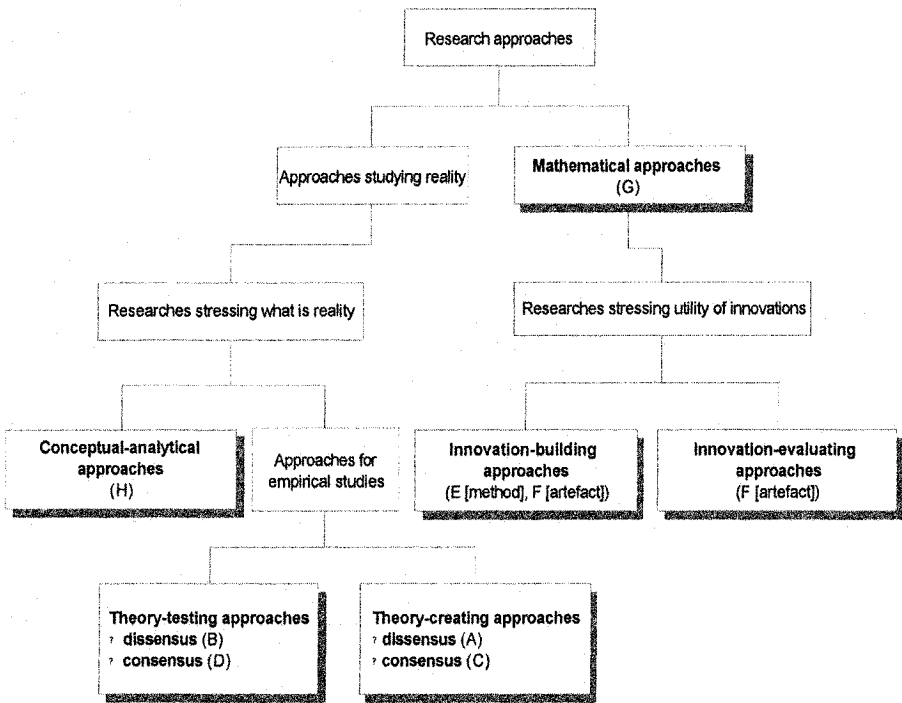 Research approaches
Approaches studying reality
Mathematical approaches
(G)
Researches stressing what is reality
Researches stressing utility of innovations
Conceptual-analytical
approaches
(H)
Approaches for
empirical studies
Innovation-building
approaches
(E [method], F [artefact])
Innovation-evaluating
approaches
(F [artefact])
Theory-testing approaches
? dissensus (B)
? consensus (D)
Theory-creating approaches
? dissensus (A)
? consensus (C)